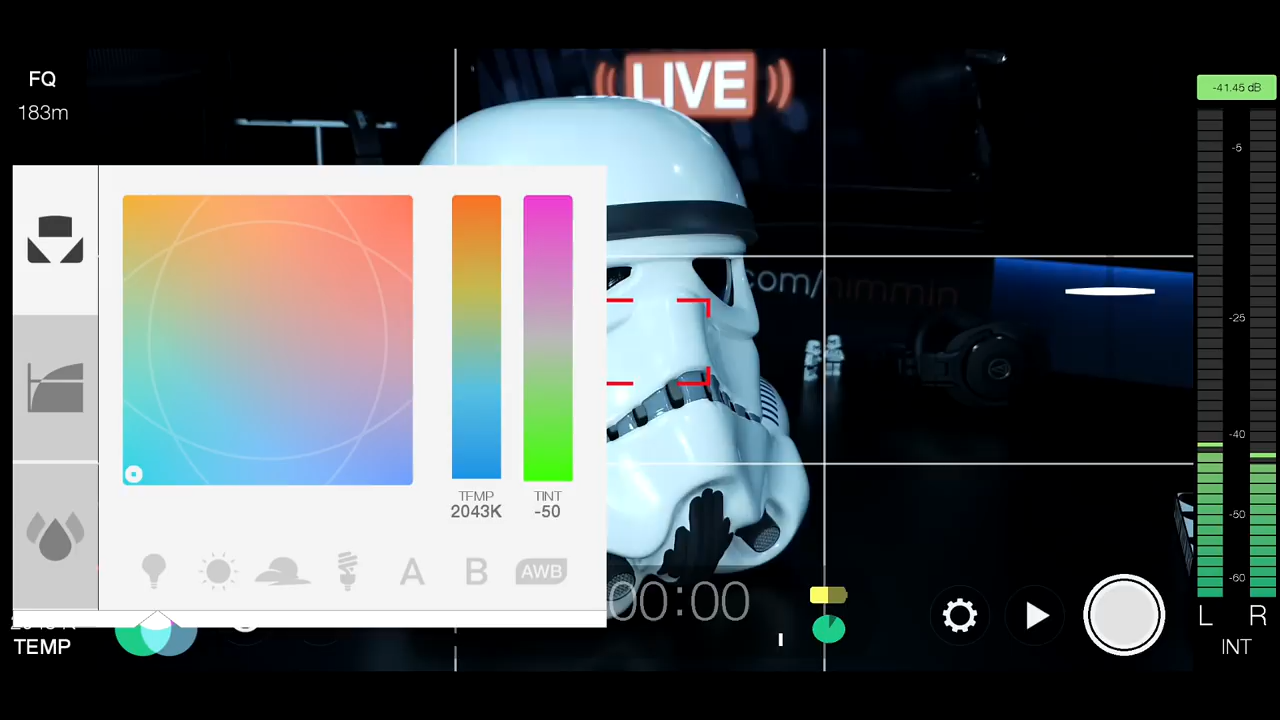 FQ
183m
LIVE
-41.45 dB
-5
-25
com/nimmin
-40
-50
-60
TEMP
2043K
TINT
-50
A
B
AWB
00:00
TEMP
L
R
INT